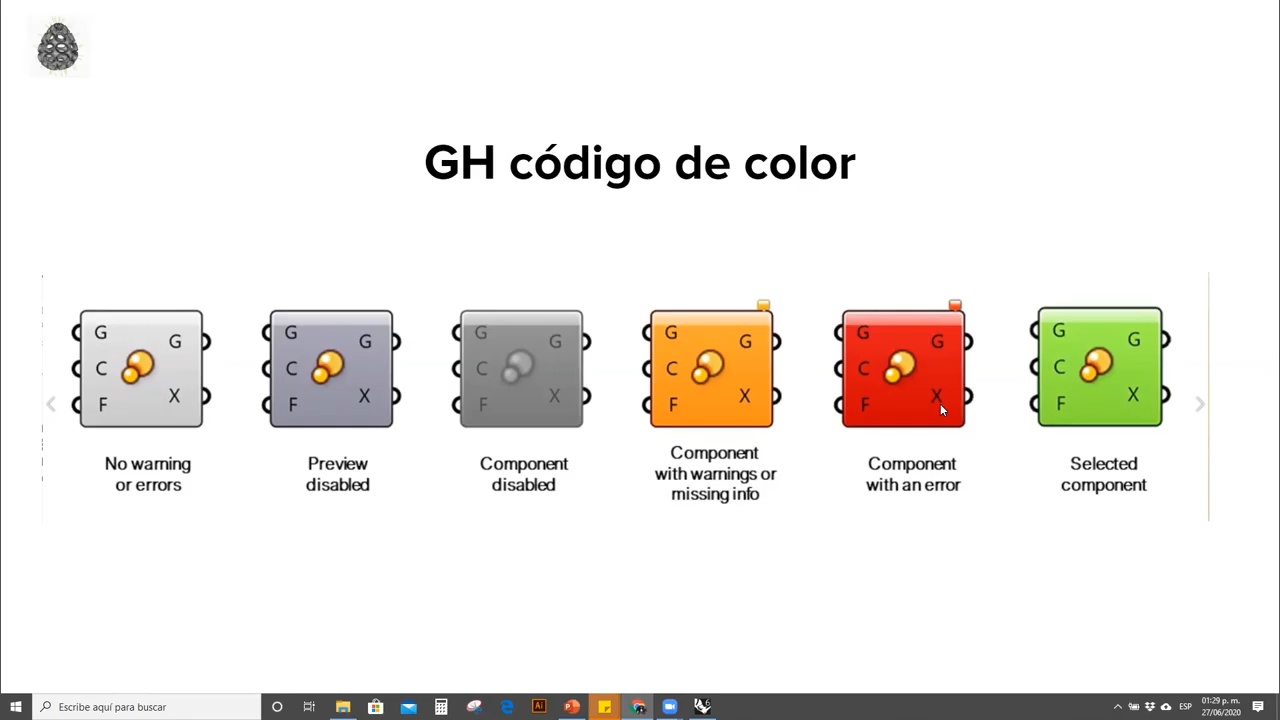 GH código de color
G
C
F
G
X
G
C
F
G
X
G
C
F
G
X
G
C
F
G
X
G
C
F
G
X
G
C
F
G
X
No warning
or errors
Preview
disabled
Component
disabled
Component
with warnings or
missing info
Component
with an error
Selected
component
Escribe aquí para buscar
Ai
ESP
01:29 p. m.
27/06/2020